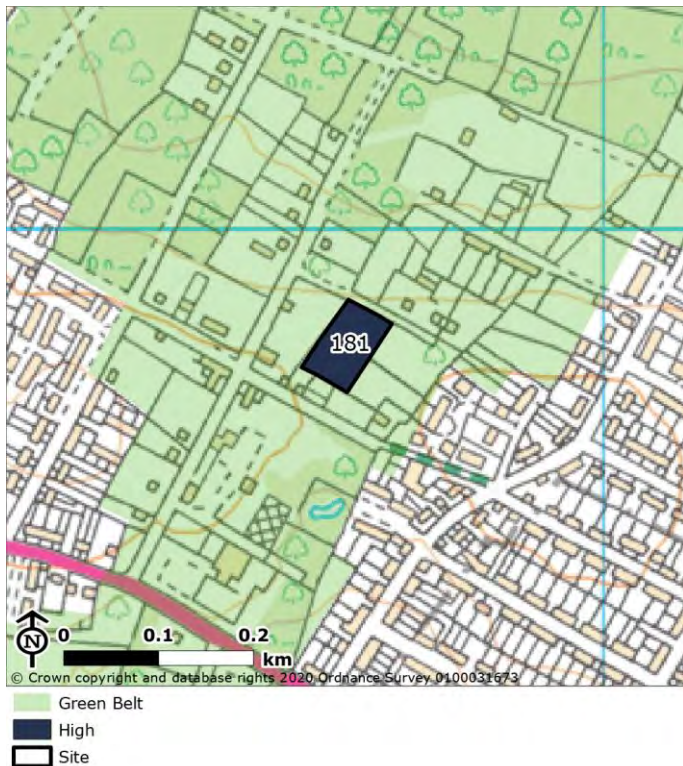 181
N
0 0.1 0.2
km
© Crown copyright and database rights 2020 Ordnance Survey 0100031673
Green Belt
High
Site